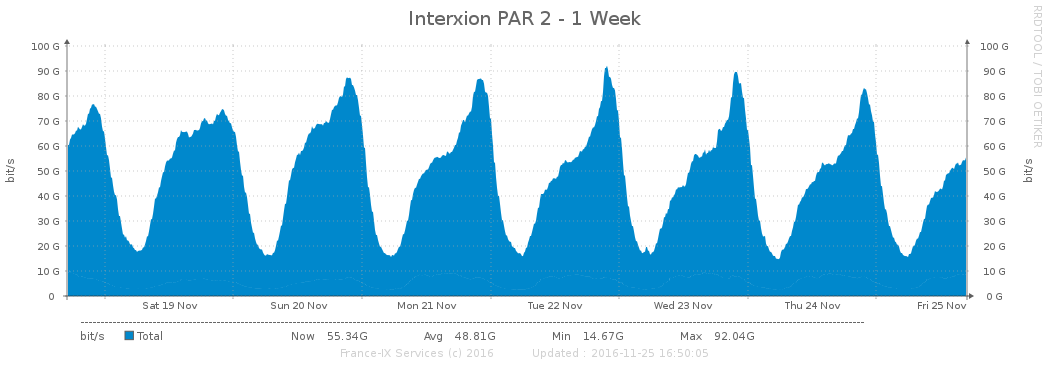 Interxion PAR 2 - 1 Week
RRDTOOL / TOBI OETIKER
bit/s
100 G 100 G
90 G 90 G
80 G 80 G
70 G 70 G
60 G 60 G
50 G 50 G
40 G 40 G
30 G 30 G
20 G 20 G
10 G 10 G
0 0 G
bit/s
Sat 19 Nov Sun 20 Nov Mon 21 Nov Tue 22 Nov Wed 23 Nov Thu 24 Nov Fri 25 Nov
bit/s Total Now 55.34G Avg 48.81G Min 14.67G Max 92.04G
France-IX Services (c) 2016 Updated : 2016-11-25 16:50:05